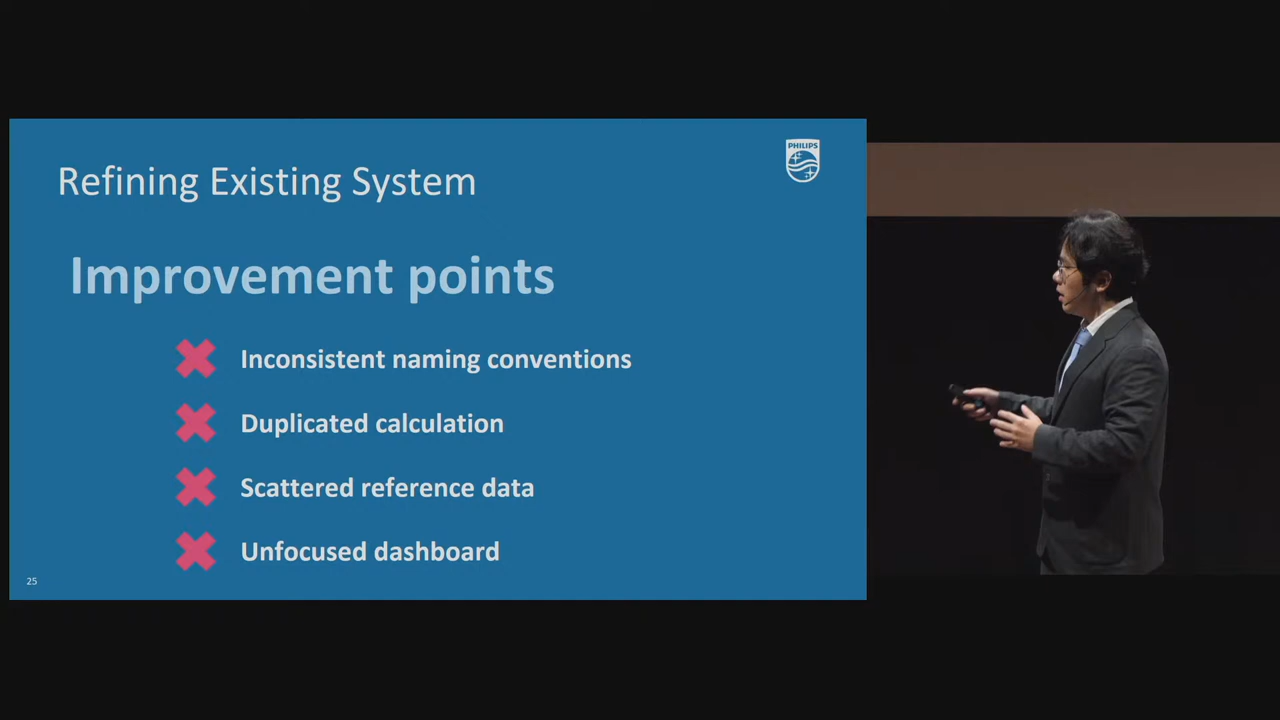 PHILIPS
Refining Existing System
Improvement points
Inconsistent naming conventions
Duplicated calculation
Scattered reference data
Unfocused dashboard
25